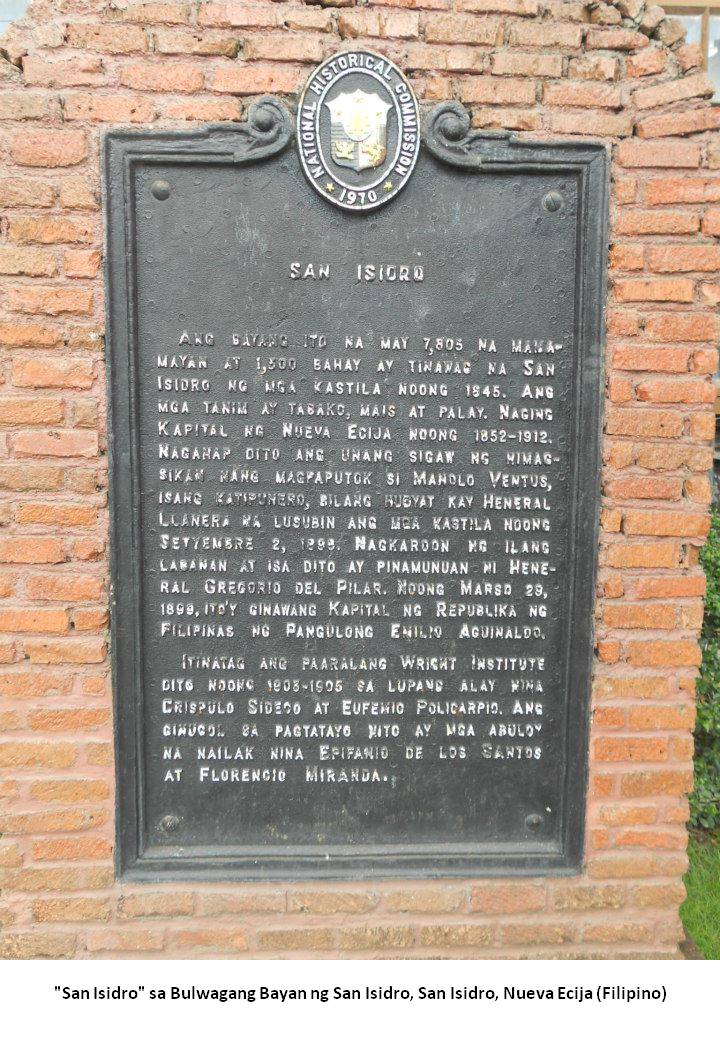 NATIONAL HISTORICAL COMMISSION
1970
SAN ISIDRO
ANG BAYANG ITO NA MAY 7,805 NA MAMA-
MAYAN AT 1,300 BAHAY AY TINAWAG NA SAN
ISIDRO NG MGA KASTILA NOONG 1845. ANG
MGA TANIM AY TABAKO, MAIS AT PALAY. NAGING
KAPITAL NG NUEVA ECIJA NOONG 1852-1912.
NAGANAP DITO ANG UNANG SIGAW NG HIMAG-
SIKAN NANG MAGPAPUTOK SI MANOLO VENTUS,
ISANG KATIPUNERO, BILANG HUDYAT KAY HENERAL
LLANERA NA LUSUBIN ANG MGA KASTILA NOONG
SETYEMBRE 2, 1896. NAGKAROON NG ILANG
LABANAN AT ISA DITO AY PINAMUNUAN NI HENE-
RAL GREGORIO DEL PILAR. NOONG MARSO 29,
1899, ITO'Y GINAWANG KAPITAL NG REPUBLIKA NG
FILIPINAS NG PANGULONG EMILIO AGUINALDO.
ITINATAG ANG PAARALANG WRIGHT INSTITUTE
DITO NOONG 1903-1905 SA LUPANG ALAY NINA
CRISPULO SIDECO AT EUFEMIO POLICARPIO. ANG
GINUGOL SA PAGTATAYO NITO AY MGA ABULOY
NA NAILAK NINA EPIFANIO DE LOS SANTOS
AT FLORENCIO MIRANDA.
"San Isidro" sa Bulwagang Bayan ng San Isidro, San Isidro, Nueva Ecija (Filipino)